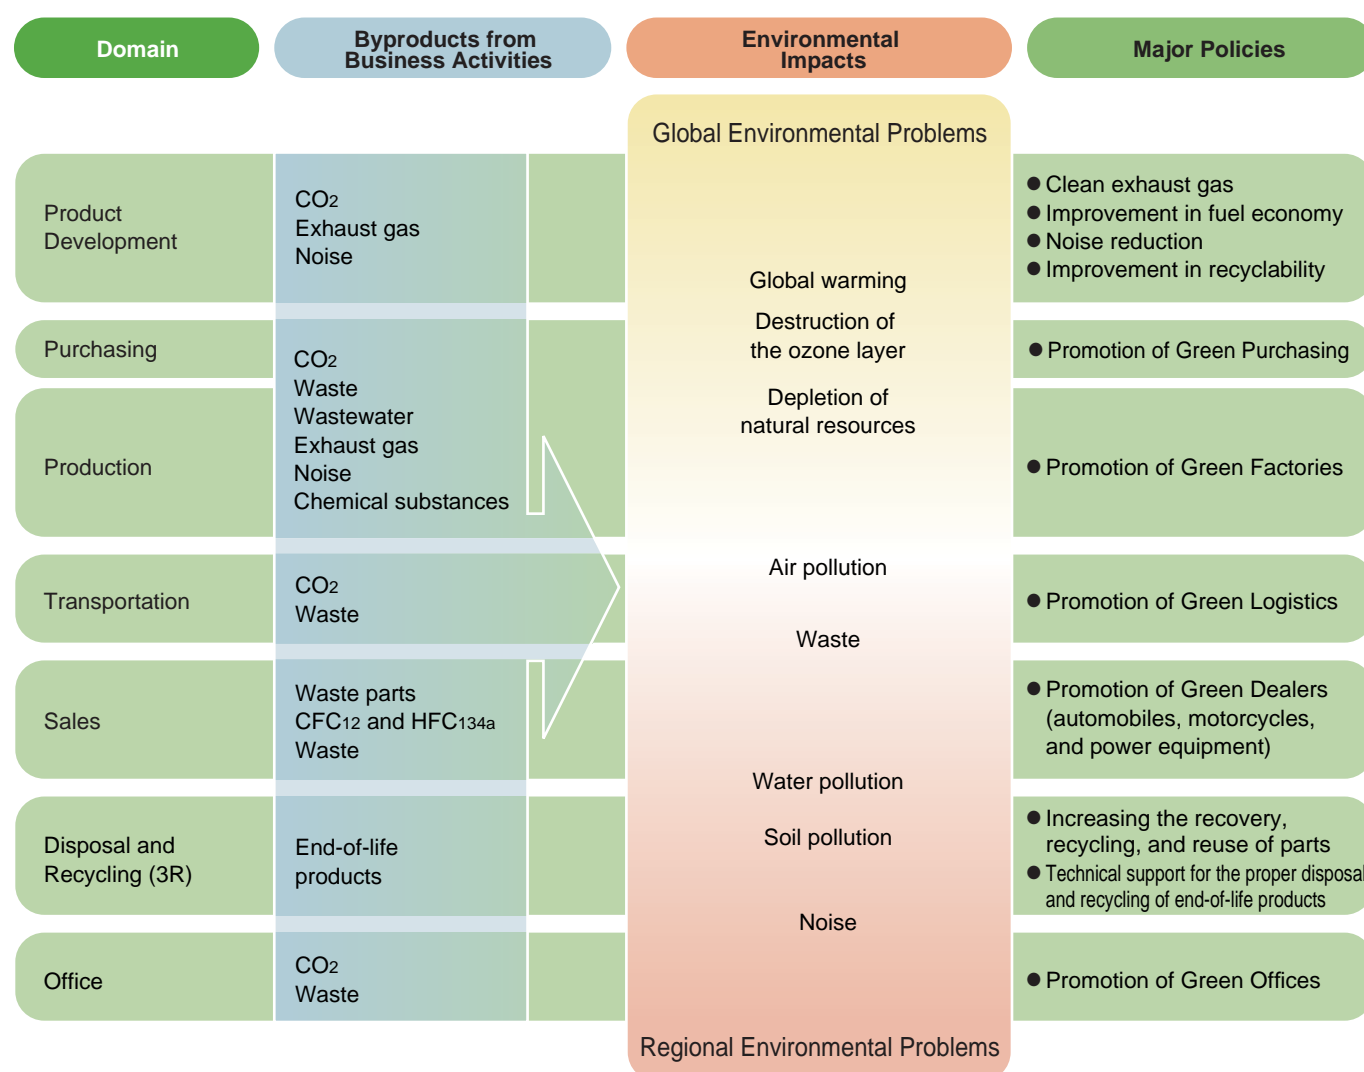 Domain
Byproducts from
Business Activities
Environmental
Impacts
Major Policies
Global Environmental Problems
Product
Development
CO2
Exhaust gas
Noise
● Clean exhaust gas
● Improvement in fuel economy
● Noise reduction
● Improvement in recyclability
Global warming
Destruction of
the ozone layer
Depletion of
natural resources
Purchasing
● Promotion of Green Purchasing
Production
CO2
Waste
Wastewater
Exhaust gas
Noise
Chemical substances
● Promotion of Green Factories
Air pollution
Transportation
CO2
Waste
● Promotion of Green Logistics
Waste
Sales
Waste parts
CFC12 and HFC134a
Waste
● Promotion of Green Dealers
(automobiles, motorcycles,
and power equipment)
Water pollution
Soil pollution
Disposal and
Recycling (3R)
End-of-life
products
● Increasing the recovery,
recycling, and reuse of parts
● Technical support for the proper disposal
and recycling of end-of-life products
Noise
Office
CO2
Waste
● Promotion of Green Offices
Regional Environmental Problems